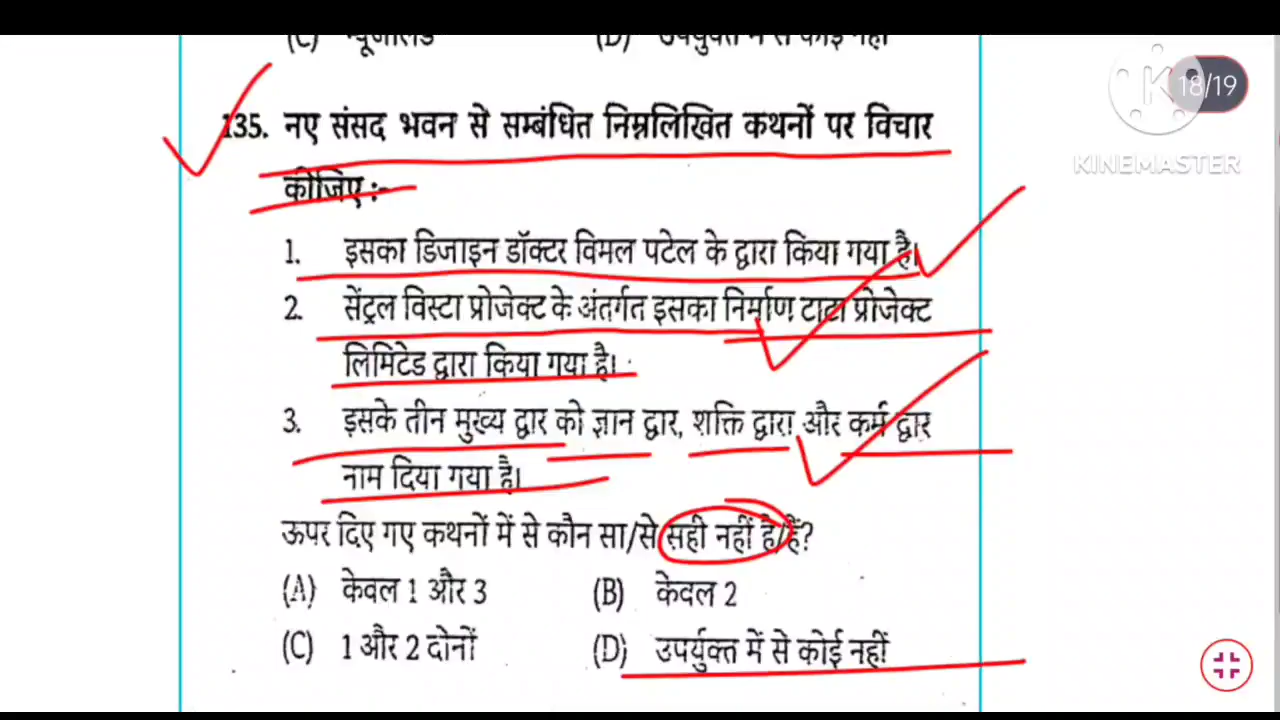 (C) न्यूजीलैंड (D) उपर्युक्त में से कोई नहीं
18/19
KINEMASTER
135. नए संसद भवन से सम्बंधित निम्नलिखित कथनों पर विचार
कीजिए :-
1. इसका डिजाइन डॉक्टर विमल पटेल के द्वारा किया गया है।
2. सेंट्रल विस्टा प्रोजेक्ट के अंतर्गत इसका निर्माण टाटा प्रोजेक्ट
लिमिटेड द्वारा किया गया है।
3. इसके तीन मुख्य द्वार को ज्ञान द्वार, शक्ति द्वारा और कर्म द्वार
नाम दिया गया है।
ऊपर दिए गए कथनों में से कौन सा/से सही नहीं है/हैं?
(A) केवल 1 और 3 (B) केवल 2
(C) 1 और 2 दोनों (D) उपर्युक्त में से कोई नहीं